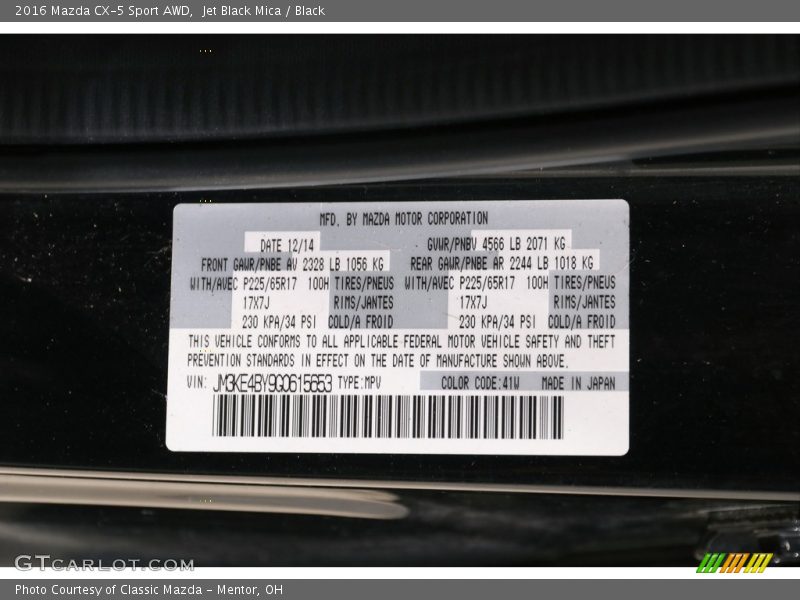 2016 Mazda CX-5 Sport AWD,  Jet Black Mica / Black
MFD. BY MAZDA MOTOR CORPORATION
DATE 12/14 GVWR/PNBV 4566 LB 2071 KG
FRONT GAWR/PNBE AV 2328 LB 1056 KG REAR GAWR/PNBE AR 2244 LB 1018 KG
WITH/AVEC P225/65R17 100H TIRES/PNEUS WITH/AVEC P225/65R17 100H TIRES/PNEUS
17X7J RIMS/JANTES 17X7J RIMS/JANTES
230 KPA/34 PSI COLD/A FROID 230 KPA/34 PSI COLD/A FROID
THIS VEHICLE CONFORMS TO ALL APPLICABLE FEDERAL MOTOR VEHICLE SAFETY AND THEFT
PREVENTION STANDARDS IN EFFECT ON THE DATE OF MANUFACTURE SHOWN ABOVE.
VIN: JM3KE4BY9G0615653 TYPE:MPV COLOR CODE:41W MADE IN JAPAN
GTcarlot.com
Photo Courtesy of Classic Mazda - Mentor, OH